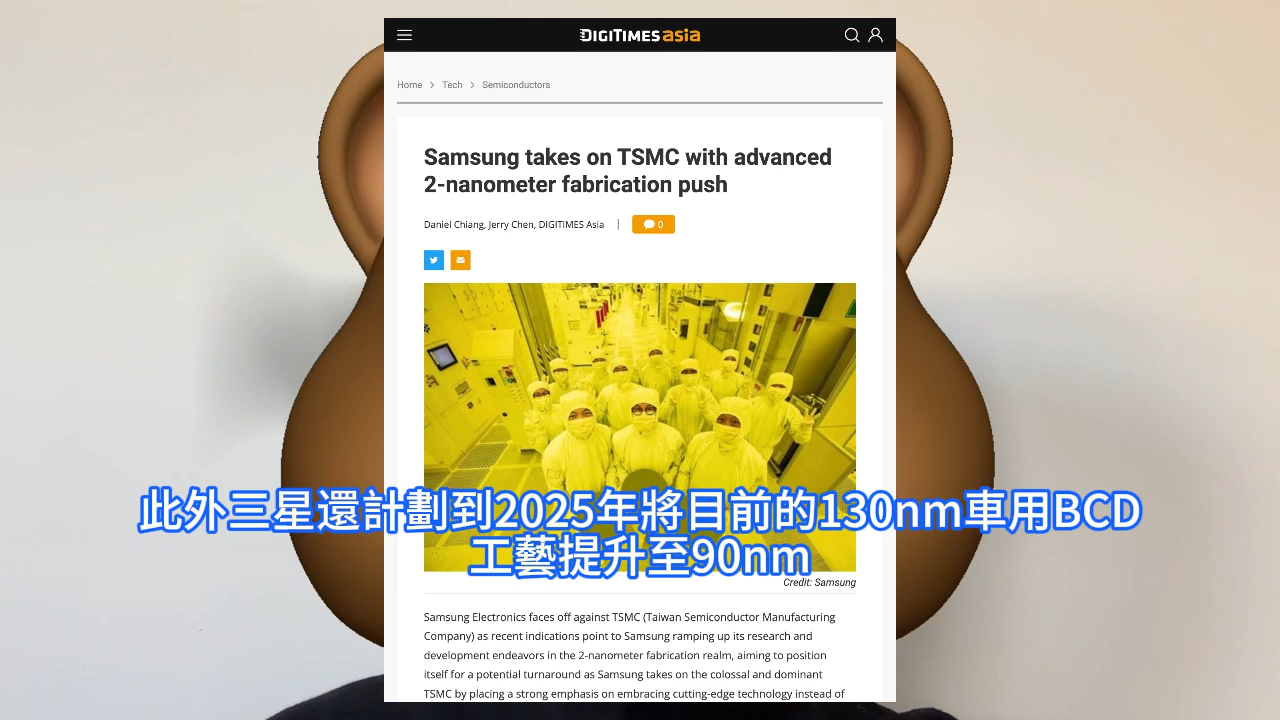 DIGITIMES asia
Home > Tech > Semiconductors
Samsung takes on TSMC with advanced
2-nanometer fabrication push
Daniel Chiang, Jerry Chen, DIGITIMES Asia | 0
此外三星還計劃到2025年將目前的130nm車用BCD
工藝提升至90nm
Credit: Samsung
Samsung Electronics faces off against TSMC (Taiwan Semiconductor Manufacturing
Company) as recent indications point to Samsung ramping up its research and
development endeavors in the 2-nanometer fabrication realm, aiming to position
itself for a potential turnaround as Samsung takes on the colossal and dominant
TSMC by placing a strong emphasis on embracing cutting-edge technology instead of